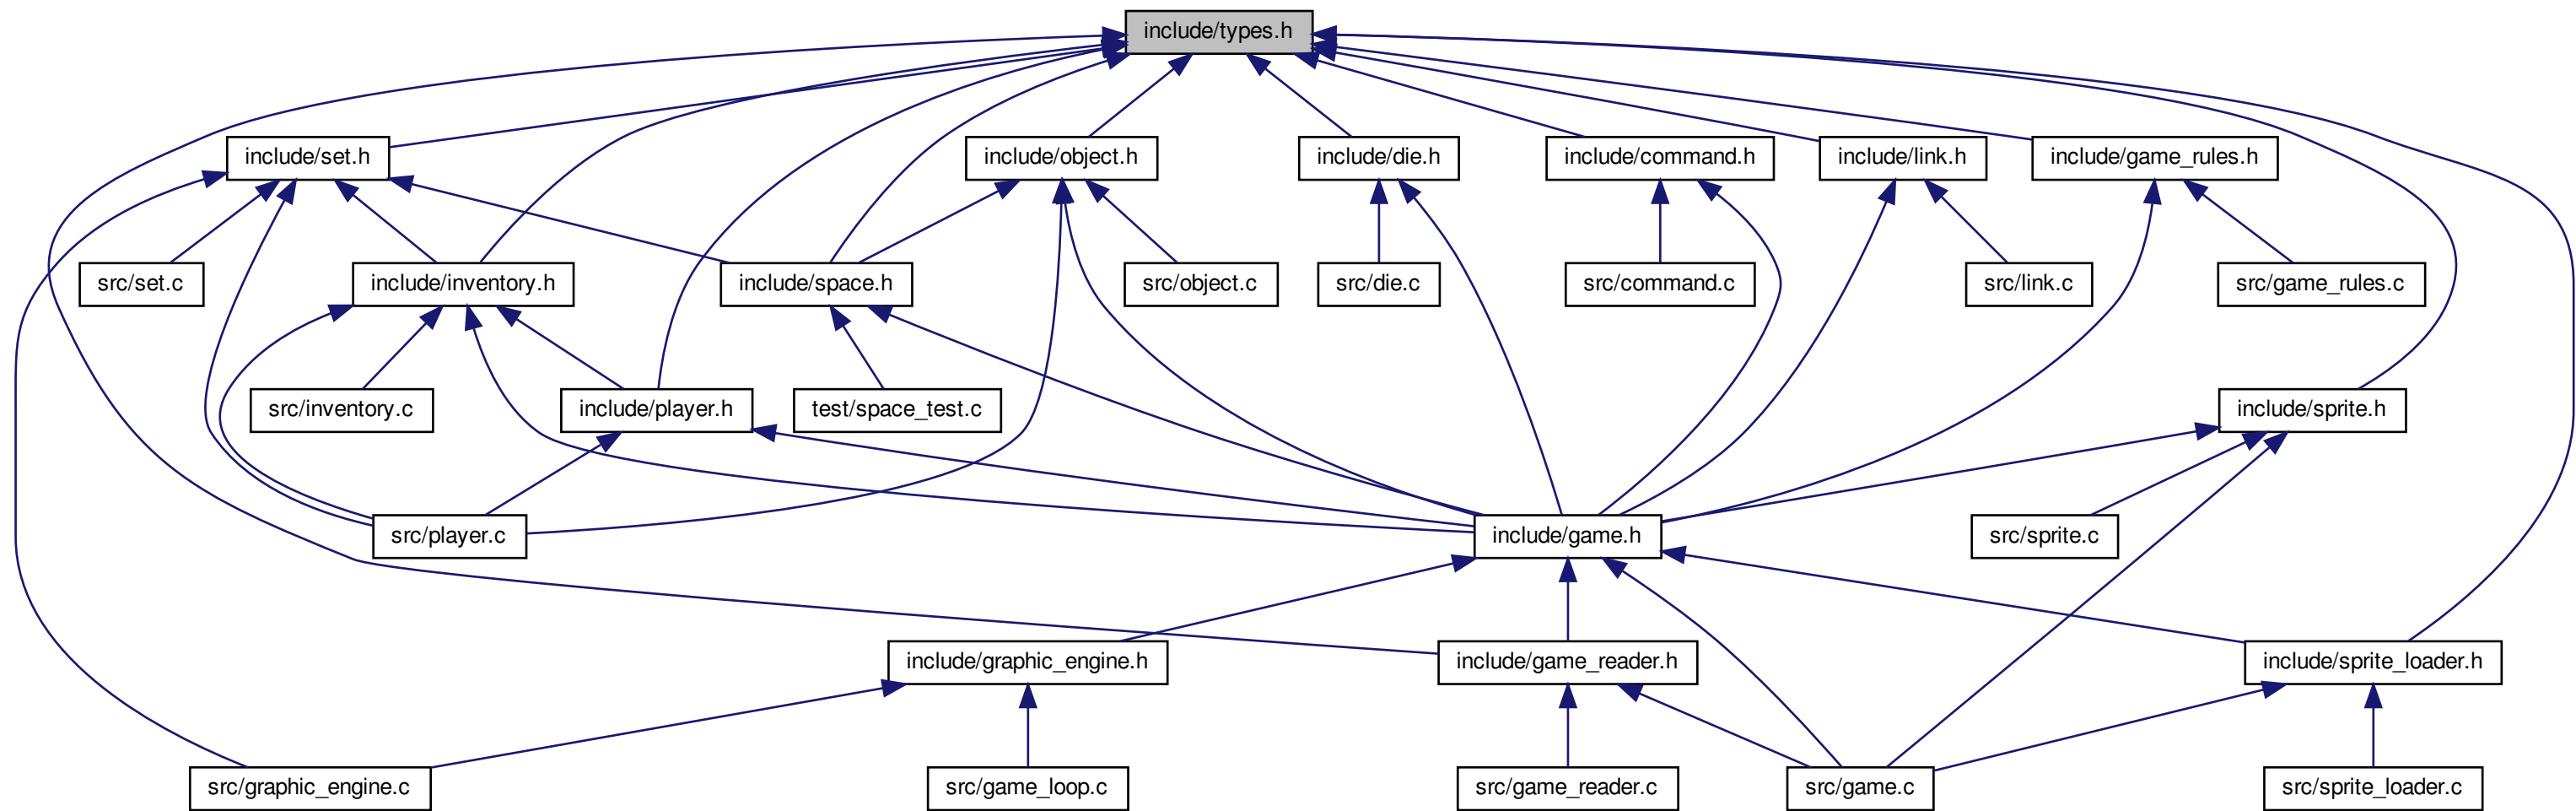 include/types.h
include/set.h
include/object.h
include/die.h
include/command.h
include/link.h
include/game_rules.h
src/set.c
include/inventory.h
include/space.h
src/object.c
src/die.c
src/command.c
src/link.c
src/game_rules.c
src/inventory.c
include/player.h
test/space_test.c
include/sprite.h
src/player.c
include/game.h
src/sprite.c
include/graphic_engine.h
include/game_reader.h
include/sprite_loader.h
src/graphic_engine.c
src/game_loop.c
src/game_reader.c
src/game.c
src/sprite_loader.c